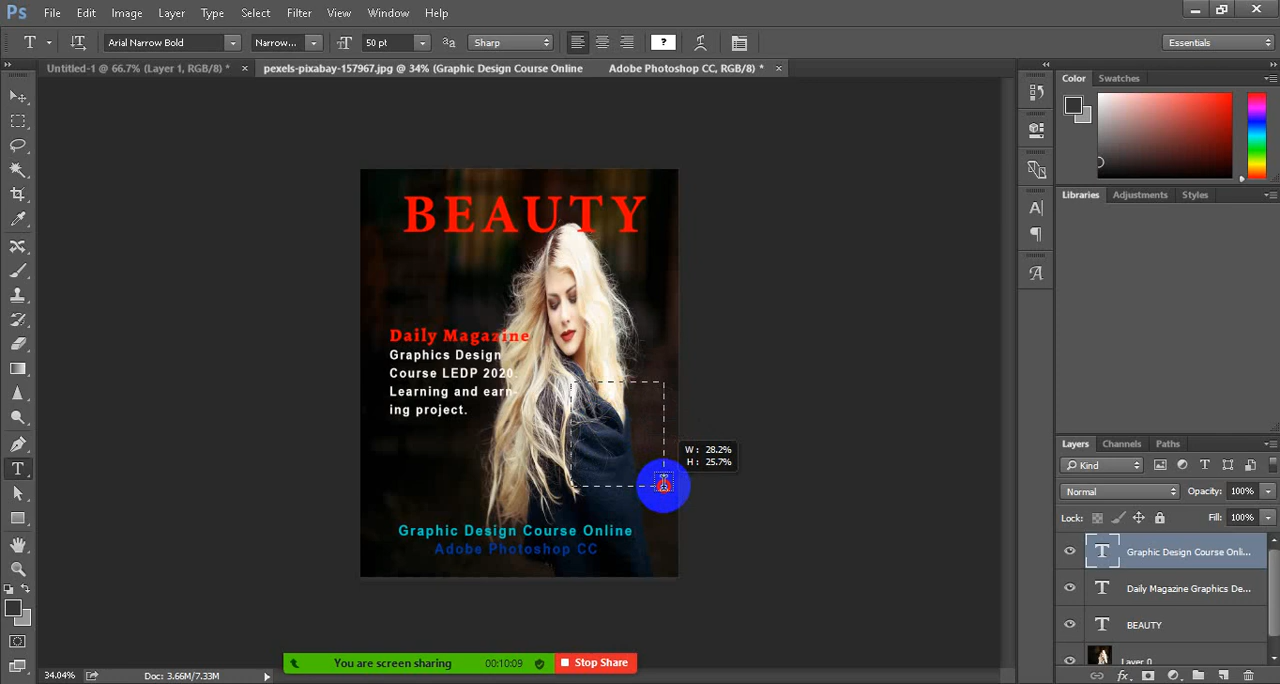 Ps File Edit Image Layer Type Select Filter View Window Help
T Arial Narrow Bold Narrow... 50 pt aa Sharp Essentials
Untitled-1 @ 66.7% (Layer 1, RGB/8) * × pexels-pixabay-157967.jpg @ 34% (Graphic Design Course Online Adobe Photoshop CC, RGB/8) * ×
Color Swatches
Libraries Adjustments Styles
BEAUTY
Daily Magazine
Graphics Design
Course LEDP 2020.
Learning and earn-
ing project.
W: 28.2%
H: 25.7%
Graphic Design Course Online
Adobe Photoshop CC
Layers Channels Paths
Kind
Normal Opacity: 100%
Lock: Fill: 100%
T Graphic Design Course Onli...
T Daily Magazine Graphics De...
T BEAUTY
Layer 0
You are screen sharing 00:10:09 Stop Share
34.04% Doc: 3.66M/7.33M